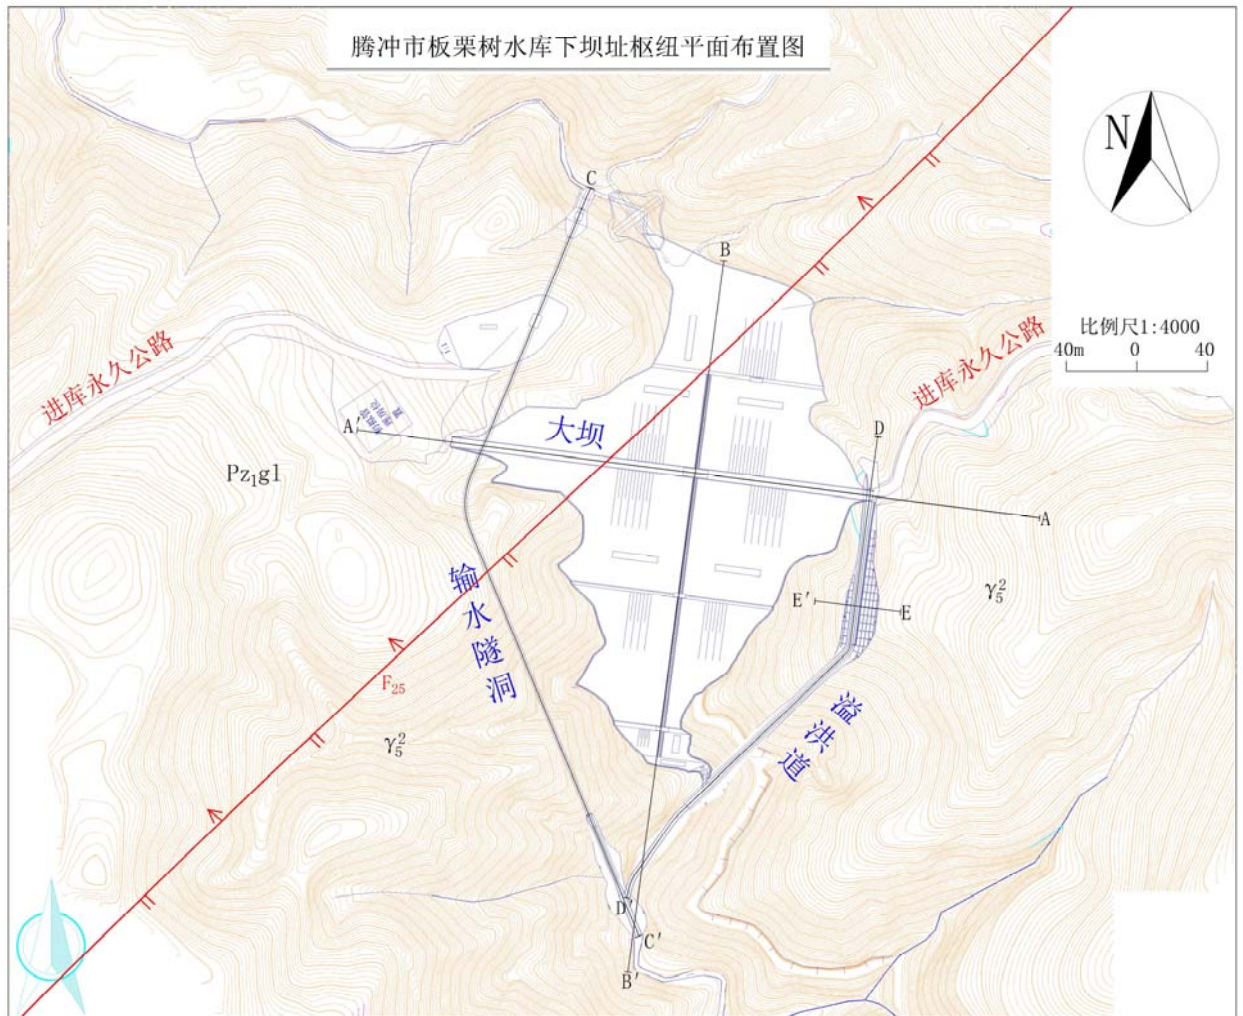 腾冲市板栗树水库下坝址枢纽平面布置图
N
C
B
比例尺1:4000
40m 0 40
进库永久公路
进库永久公路
A'
大坝
D
Pz₁gl
A
输水隧洞
γ₅²
E'
E
F₂₅
溢洪道
γ₅²
D'
C'
B'